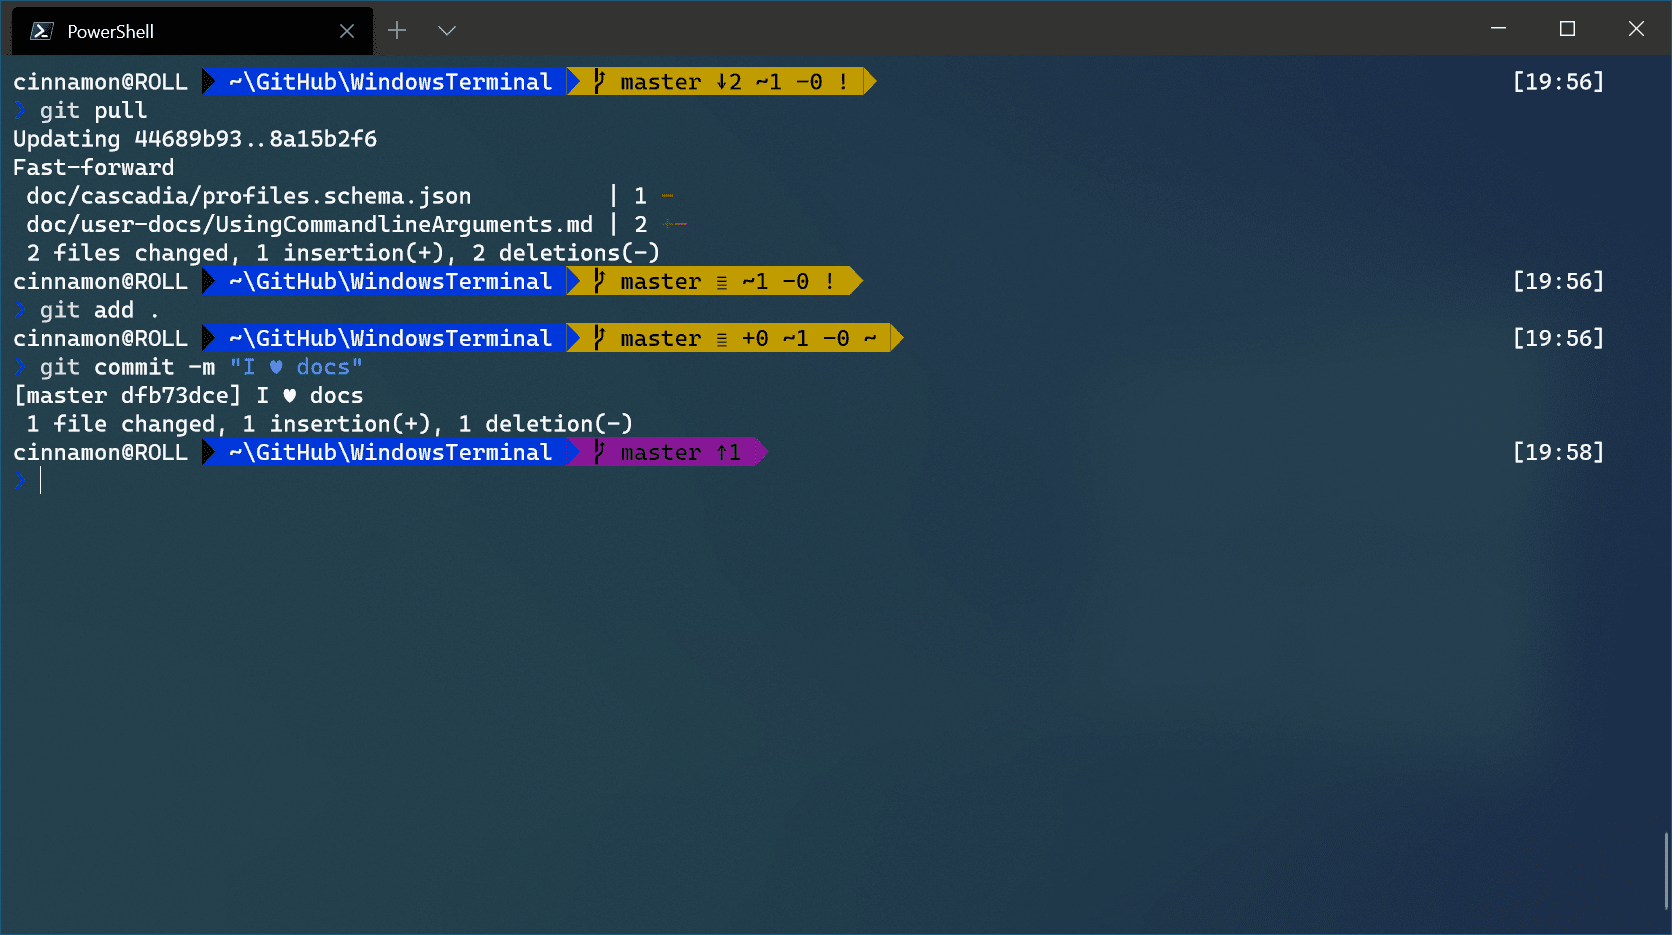 PowerShell
cinnamon@ROLL ~\GitHub\WindowsTerminal master ↓2 ~1 -0 ! [19:56]
❯ git pull
Updating 44689b93..8a15b2f6
Fast-forward
doc/cascadia/profiles.schema.json | 1 -
doc/user-docs/UsingCommandlineArguments.md | 2 +-
2 files changed, 1 insertion(+), 2 deletions(-)
cinnamon@ROLL ~\GitHub\WindowsTerminal master ≣ ~1 -0 ! [19:56]
❯ git add .
cinnamon@ROLL ~\GitHub\WindowsTerminal master ≣ +0 ~1 -0 ~ [19:56]
❯ git commit -m "I ♥ docs"
[master dfb73dce] I ♥ docs
1 file changed, 1 insertion(+), 1 deletion(-)
cinnamon@ROLL ~\GitHub\WindowsTerminal master ↑1 [19:58]
❯